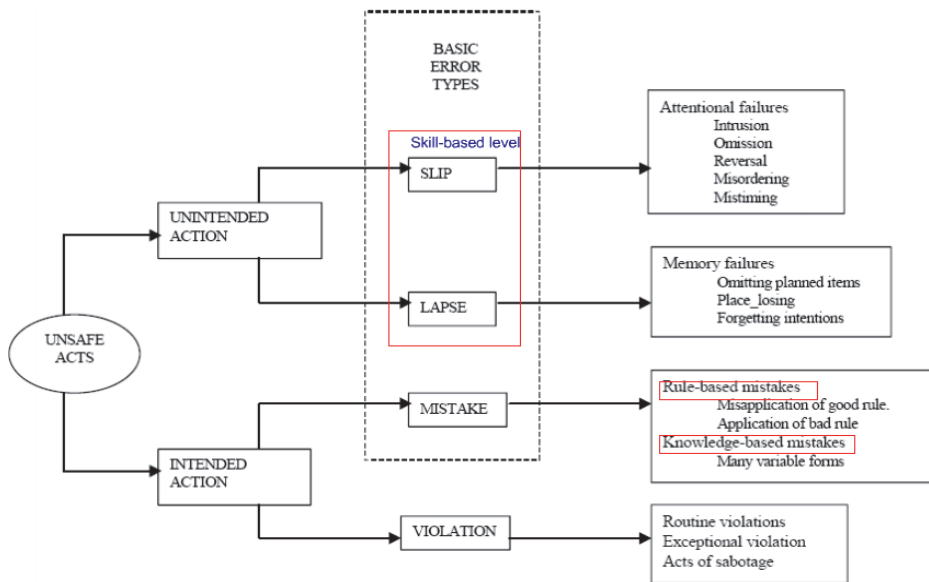 BASIC
ERROR
TYPES
Skill-based level
SLIP
Attentional failures
Intrusion
Omission
Reversal
Misordering
Mistiming
UNINTENDED
ACTION
LAPSE
Memory failures
Omitting planned items
Place_losing
Forgetting intentions
UNSAFE
ACTS
MISTAKE
Rule-based mistakes
Misapplication of good rule.
Application of bad rule
Knowledge-based mistakes
Many variable forms
INTENDED
ACTION
VIOLATION
Routine violations
Exceptional violation
Acts of sabotage